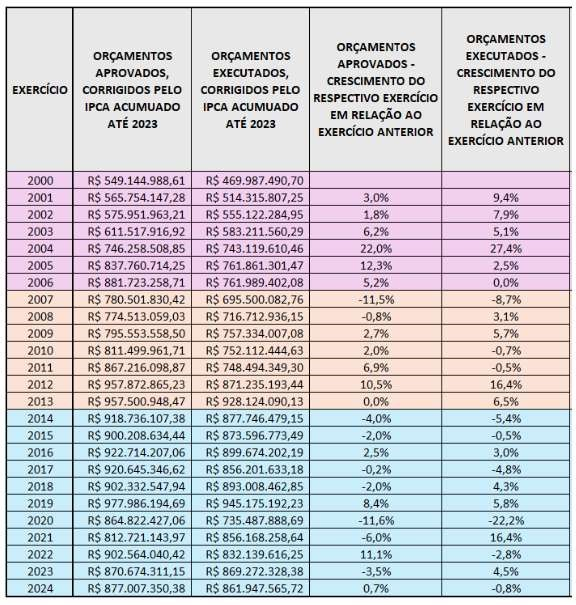 EXERCÍCIO | ORÇAMENTOS APROVADOS, CORRIGIDOS PELO IPCA ACUMUADO ATÉ 2023 | ORÇAMENTOS EXECUTADOS, CORRIGIDOS PELO IPCA ACUMUADO ATÉ 2023 | ORÇAMENTOS APROVADOS - CRESCIMENTO DO RESPECTIVO EXERCÍCIO EM RELAÇÃO AO EXERCÍCIO ANTERIOR | ORÇAMENTOS EXECUTADOS - CRESCIMENTO DO RESPECTIVO EXERCÍCIO EM RELAÇÃO AO EXERCÍCIO ANTERIOR
2000 R$ 549.144.988,61 R$ 469.987.490,70
2001 R$ 565.754.147,28 R$ 514.315.807,25 3,0% 9,4%
2002 R$ 575.951.963,21 R$ 555.122.284,95 1,8% 7,9%
2003 R$ 611.517.916,92 R$ 583.211.560,29 6,2% 5,1%
2004 R$ 746.258.508,85 R$ 743.119.610,46 22,0% 27,4%
2005 R$ 837.760.714,25 R$ 761.861.301,47 12,3% 2,5%
2006 R$ 881.723.258,71 R$ 761.989.402,08 5,2% 0,0%
2007 R$ 780.501.830,42 R$ 695.500.082,76 -11,5% -8,7%
2008 R$ 774.513.059,03 R$ 716.712.936,15 -0,8% 3,1%
2009 R$ 795.553.558,50 R$ 757.334.007,08 2,7% 5,7%
2010 R$ 811.499.961,71 R$ 752.112.444,63 2,0% -0,7%
2011 R$ 867.216.098,87 R$ 748.494.349,30 6,9% -0,5%
2012 R$ 957.872.865,23 R$ 871.235.193,44 10,5% 16,4%
2013 R$ 957.500.948,47 R$ 928.124.090,13 0,0% 6,5%
2014 R$ 918.736.107,38 R$ 877.746.479,15 -4,0% -5,4%
2015 R$ 900.208.634,44 R$ 873.596.773,49 -2,0% -0,5%
2016 R$ 922.714.207,06 R$ 899.674.202,19 2,5% 3,0%
2017 R$ 920.645.346,62 R$ 856.201.633,18 -0,2% -4,8%
2018 R$ 902.332.547,94 R$ 893.008.462,85 -2,0% 4,3%
2019 R$ 977.986.194,69 R$ 945.175.192,23 8,4% 5,8%
2020 R$ 864.822.427,06 R$ 735.487.888,69 -11,6% -22,2%
2021 R$ 812.721.143,97 R$ 856.168.258,64 -6,0% 16,4%
2022 R$ 902.564.040,42 R$ 832.139.616,25 11,1% -2,8%
2023 R$ 870.674.311,15 R$ 869.272.328,38 -3,5% 4,5%
2024 R$ 877.007.350,38 R$ 861.947.565,72 0,7% -0,8%